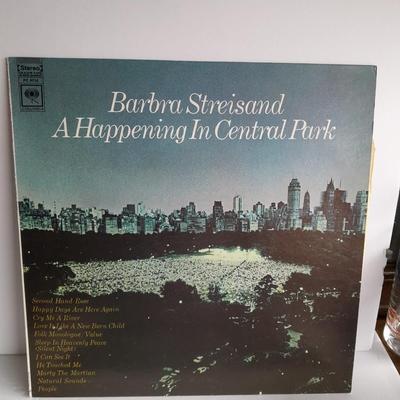 Stereo
COLUMBIA
Barbra Streisand
A Happening In Central Park
Second Hand Rose
Happy Days Are Here Again
Cry Me A River
Love Is Like A New Born Child
Folk Monologue/Value
Sleep In Heavenly Peace
(Silent Night)
I Can See It
He Touched Me
Marty The Martian
Natural Sounds
People